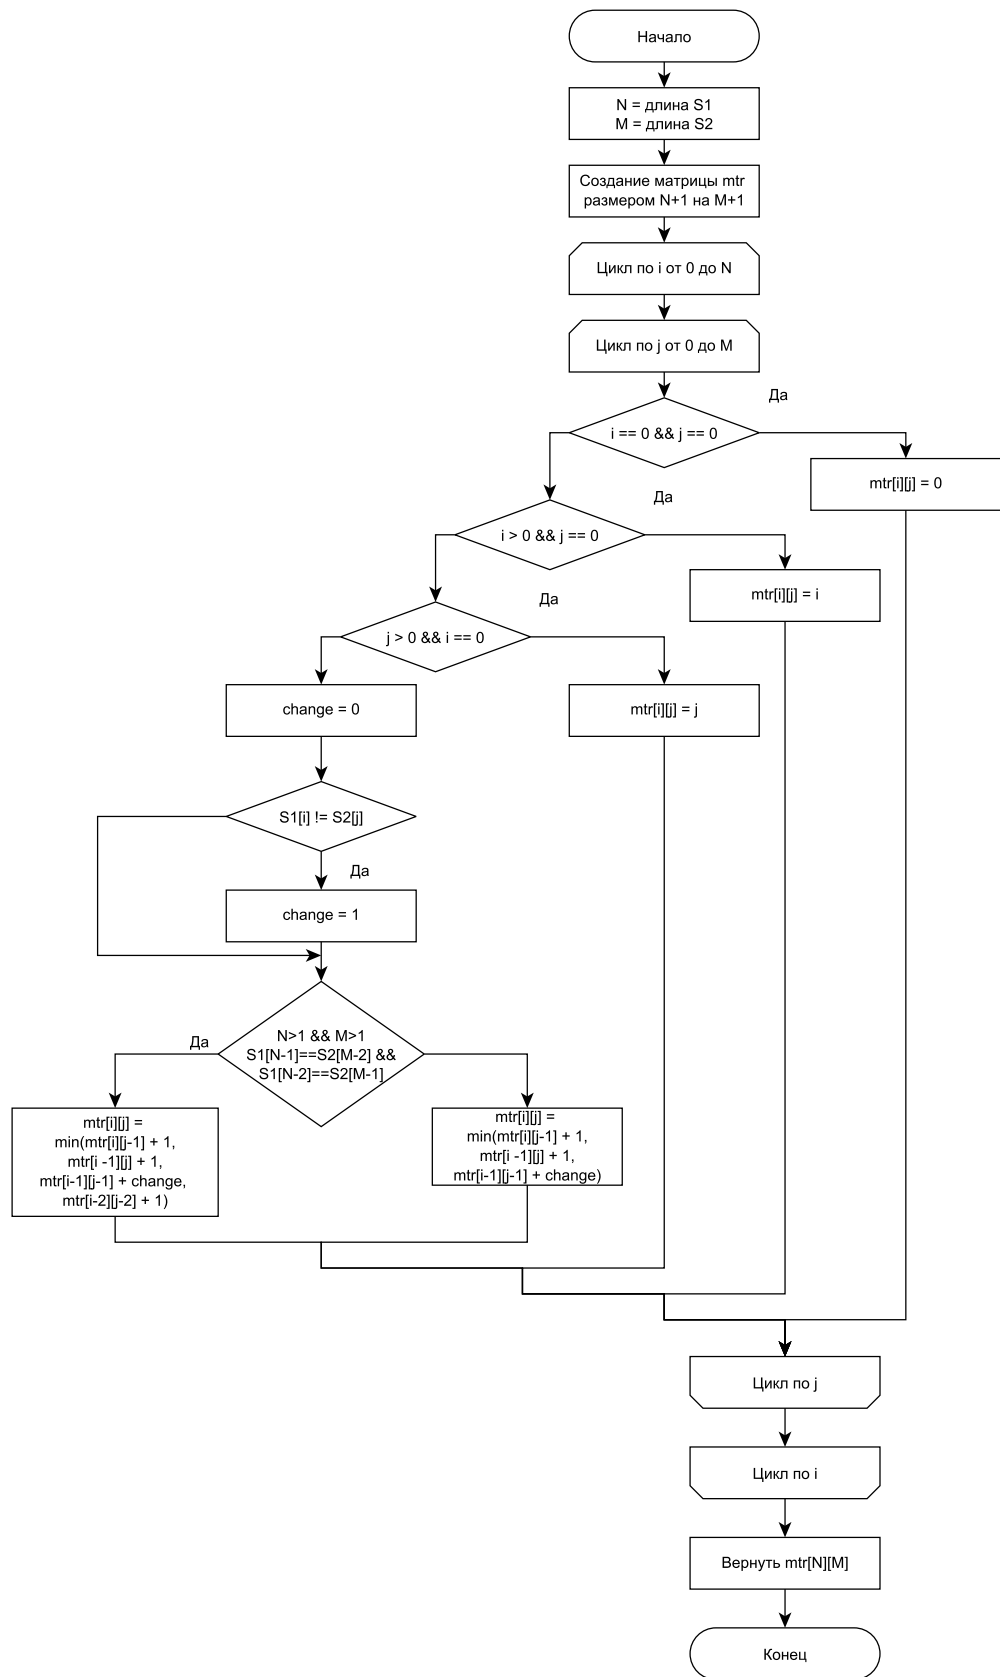 Начало
N = длина S1
M = длина S2
Создание матрицы mtr
размером N+1 на M+1
Цикл по i от 0 до N
Цикл по j от 0 до M
Да
i == 0 && j == 0
mtr[i][j] = 0
Да
i > 0 && j == 0
mtr[i][j] = i
Да
j > 0 && i == 0
change = 0
mtr[i][j] = j
S1[i] != S2[j]
Да
change = 1
N>1 && M>1
S1[N-1]==S2[M-2] &&
S1[N-2]==S2[M-1]
Да
mtr[i][j] =
min(mtr[i][j-1] + 1,
mtr[i -1][j] + 1,
mtr[i-1][j-1] + change,
mtr[i-2][j-2] + 1)
mtr[i][j] =
min(mtr[i][j-1] + 1,
mtr[i -1][j] + 1,
mtr[i-1][j-1] + change)
Цикл по j
Цикл по i
Вернуть mtr[N][M]
Конец